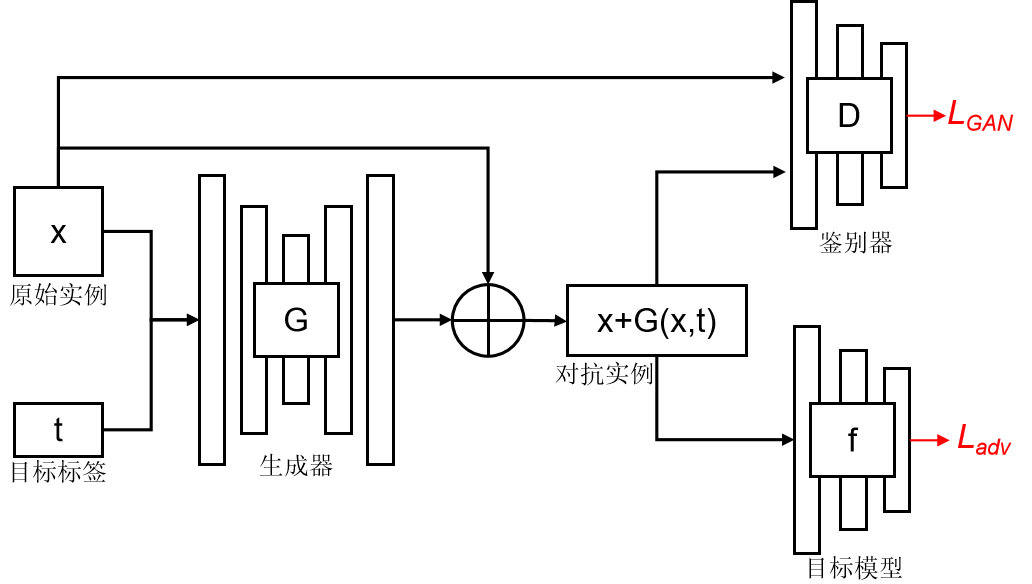 x
原始实例
t
目标标签
G
生成器
x+G(x,t)
对抗实例
D
鉴别器
L_GAN
f
目标模型
L_adv